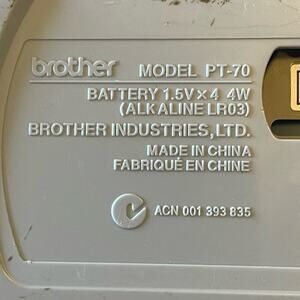 brother MODEL PT-70
BATTERY 1.5V×4 4W
(ALKALINE LR03)
BROTHER INDUSTRIES, LTD.
MADE IN CHINA
FABRIQUÉ EN CHINE
ACN 001 393 835